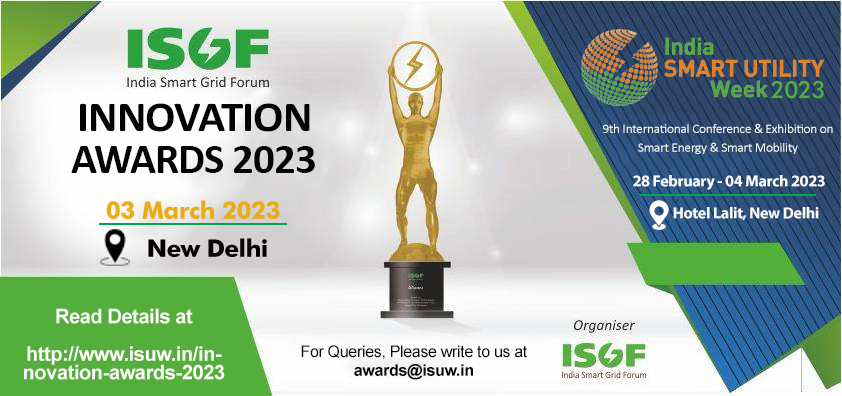 ISGF
India Smart Grid Forum
INNOVATION
AWARDS 2023
03 March 2023
New Delhi
Read Details at
http://www.isuw.in/in-
novation-awards-2023
ISGF
Winner
For Queries, Please write to us at
awards@isuw.in
India
SMART UTILITY
Week 2023
9th International Conference & Exhibition on
Smart Energy & Smart Mobility
28 February - 04 March 2023
Hotel Lalit, New Delhi
Organiser
ISGF
India Smart Grid Forum